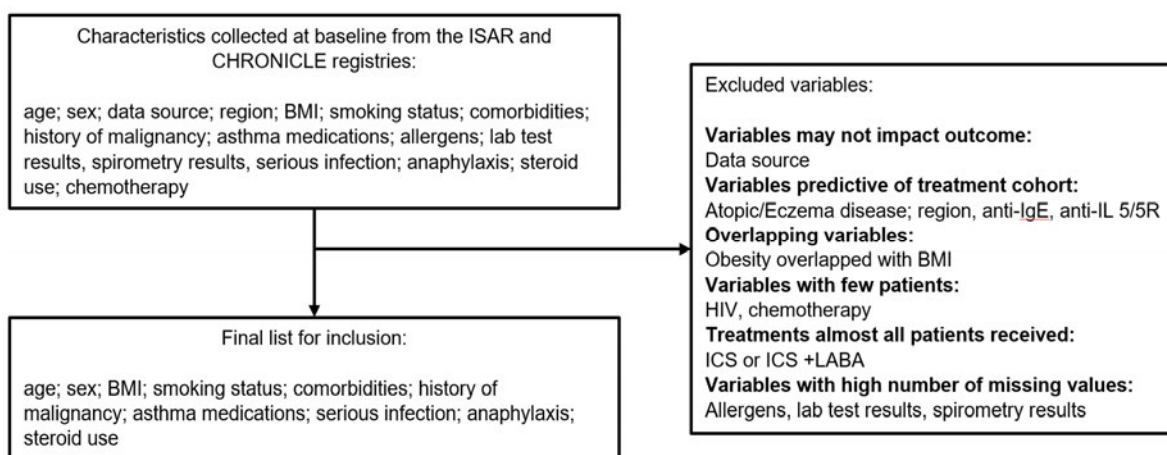 Characteristics collected at baseline from the ISAR and
CHRONICLE registries:
age; sex; data source; region; BMI; smoking status; comorbidities;
history of malignancy; asthma medications; allergens; lab test
results, spirometry results, serious infection; anaphylaxis; steroid
use; chemotherapy
Excluded variables:
Variables may not impact outcome:
Data source
Variables predictive of treatment cohort:
Atopic/Eczema disease; region, anti-IgE, anti-IL 5/5R
Overlapping variables:
Obesity overlapped with BMI
Variables with few patients:
HIV, chemotherapy
Treatments almost all patients received:
ICS or ICS +LABA
Variables with high number of missing values:
Allergens, lab test results, spirometry results
Final list for inclusion:
age; sex; BMI; smoking status; comorbidities; history of
malignancy; asthma medications; serious infection; anaphylaxis;
steroid use